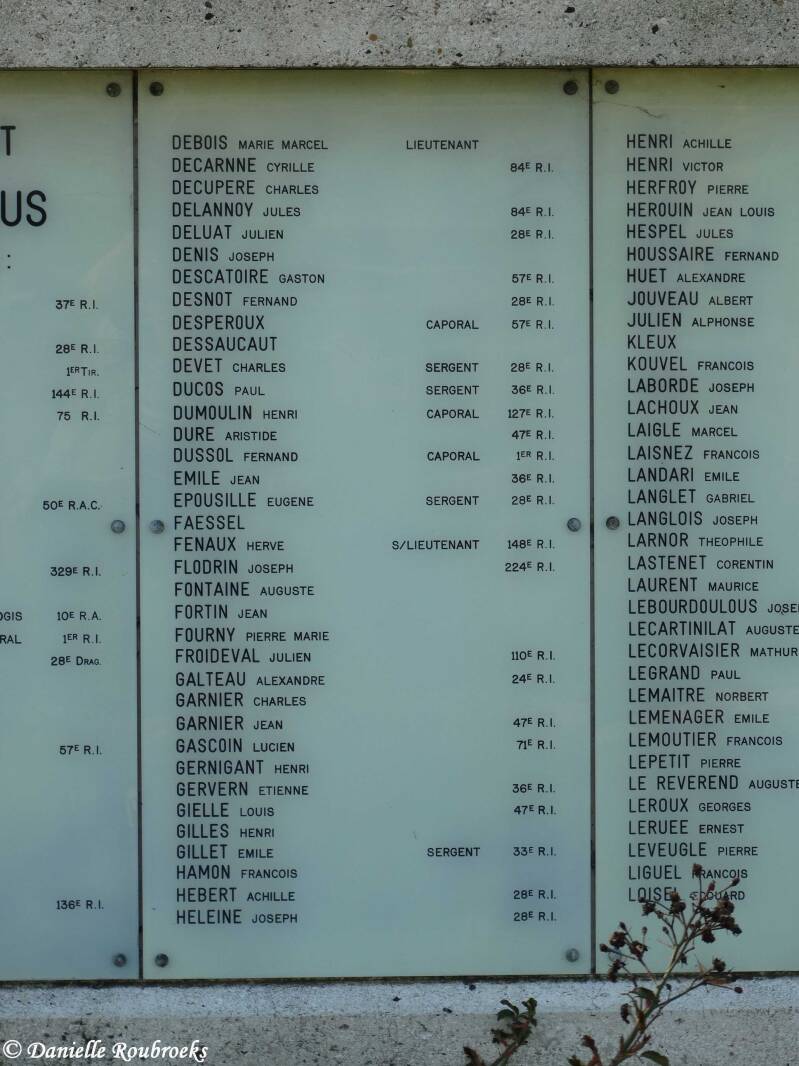 T
US
:
37E R.I.
28E R.I.
1ER TIR.
144E R.I.
75 R.I.
50E R.A.C.
329E R.I.
OGIS 10E R.A.
RAL 1ER R.I.
28E DRAG.
57E R.I.
136E R.I.
DEBOIS MARIE MARCEL LIEUTENANT
DECARNNE CYRILLE 84E R.I.
DECUPERE CHARLES
DELANNOY JULES 84E R.I.
DELUAT JULIEN 28E R.I.
DENIS JOSEPH
DESCATOIRE GASTON 57E R.I.
DESNOT FERNAND 28E R.I.
DESPEROUX CAPORAL 57E R.I.
DESSAUCAUT
DEVET CHARLES SERGENT 28E R.I.
DUCOS PAUL SERGENT 36E R.I.
DUMOULIN HENRI CAPORAL 127E R.I.
DURE ARISTIDE 47E R.I.
DUSSOL FERNAND CAPORAL 1ER R.I.
EMILE JEAN 36E R.I.
EPOUSILLE EUGENE SERGENT 28E R.I.
FAESSEL
FENAUX HERVE S/LIEUTENANT 148E R.I.
FLODRIN JOSEPH 224E R.I.
FONTAINE AUGUSTE
FORTIN JEAN
FOURNY PIERRE MARIE
FROIDEVAL JULIEN 110E R.I.
GALTEAU ALEXANDRE 24E R.I.
GARNIER CHARLES
GARNIER JEAN 47E R.I.
GASCOIN LUCIEN 71E R.I.
GERNIGANT HENRI
GERVERN ETIENNE 36E R.I.
GIELLE LOUIS 47E R.I.
GILLES HENRI
GILLET EMILE SERGENT 33E R.I.
HAMON FRANCOIS
HEBERT ACHILLE 28E R.I.
HELEINE JOSEPH 28E R.I.
HENRI ACHILLE
HENRI VICTOR
HERFROY PIERRE
HEROUIN JEAN LOUIS
HESPEL JULES
HOUSSAIRE FERNAND
HUET ALEXANDRE
JOUVEAU ALBERT
JULIEN ALPHONSE
KLEUX
KOUVEL FRANCOIS
LABORDE JOSEPH
LACHOUX JEAN
LAIGLE MARCEL
LAISNEZ FRANCOIS
LANDARI EMILE
LANGLET GABRIEL
LANGLOIS JOSEPH
LARNOR THEOPHILE
LASTENET CORENTIN
LAURENT MAURICE
LEBOURDOULOUS JOSE
LECARTINILAT AUGUSTE
LECORVAISIER MATHUR
LEGRAND PAUL
LEMAITRE NORBERT
LEMENAGER EMILE
LEMOUTIER FRANCOIS
LEPETIT PIERRE
LE REVEREND AUGUSTE
LEROUX GEORGES
LERUEE ERNEST
LEVEUGLE PIERRE
LIGUEL FRANCOIS
LOISEL EDOUARD
© Danielle Roubroeks